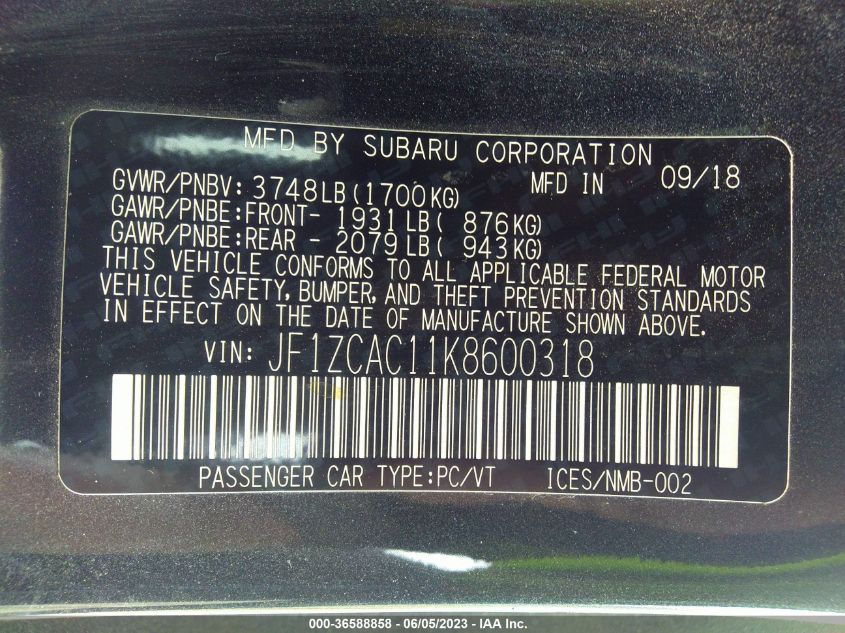 MFD BY SUBARU CORPORATION
GVWR/PNBV: 3748LB(1700KG) MFD IN 09/18
GAWR/PNBE:FRONT- 1931LB( 876KG)
GAWR/PNBE:REAR - 2079LB( 943KG)
THIS VEHICLE CONFORMS TO ALL APPLICABLE FEDERAL MOTOR
VEHICLE SAFETY, BUMPER, AND THEFT PREVENTION STANDARDS
IN EFFECT ON THE DATE OF MANUFACTURE SHOWN ABOVE.
VIN: JF1ZCAC11K8600318
PASSENGER CAR TYPE:PC/VT ICES/NMB-002
000-36588858 - 06/05/2023 - © IAA Inc.